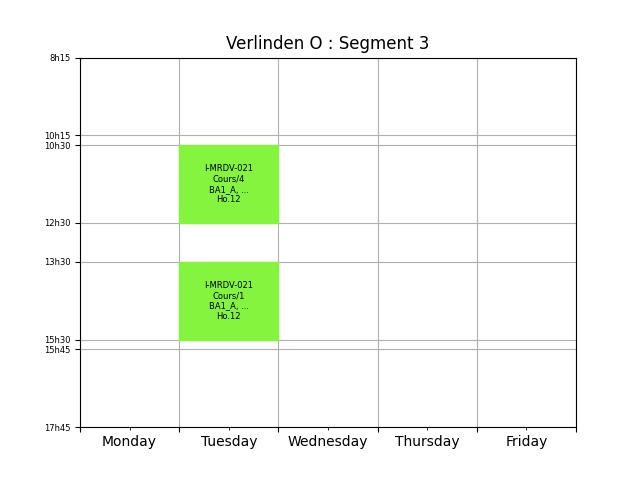 Verlinden O : Segment 3
8h15
10h15
10h30
I-MRDV-021
Cours/4
BA1_A, ...
Ho.12
12h30
13h30
I-MRDV-021
Cours/1
BA1_A, ...
Ho.12
15h30
15h45
17h45
Monday Tuesday Wednesday Thursday Friday